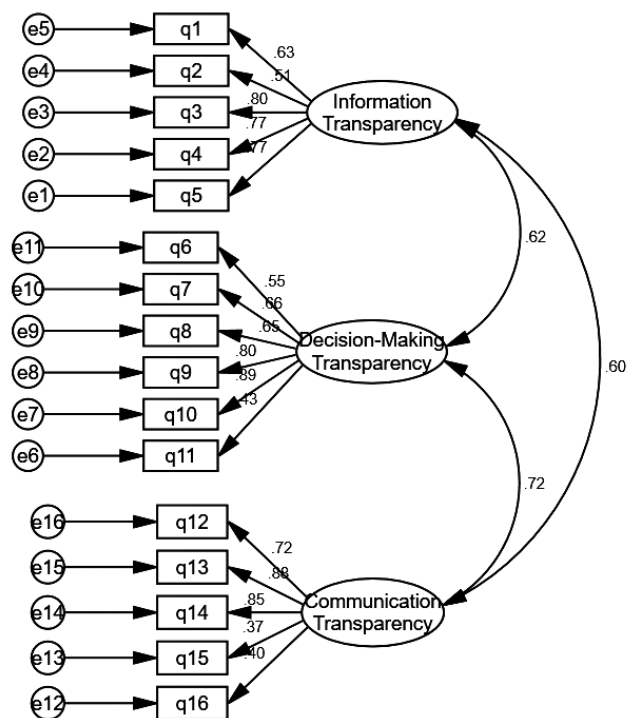 e5 q1
.63
e4 q2
.51
e3 q3
.80
Information
Transparency
e2 q4
.77
.77
e1 q5
e11 q6
.62
.55
e10 q7
.66
e9 q8
.65
Decision-Making
Transparency
.80
e8 q9
.60
.89
e7 q10
.43
e6 q11
.72
e16 q12
.72
e15 q13
.88
e14 q14
.85
Communication
Transparency
.37
e13 q15
.40
e12 q16